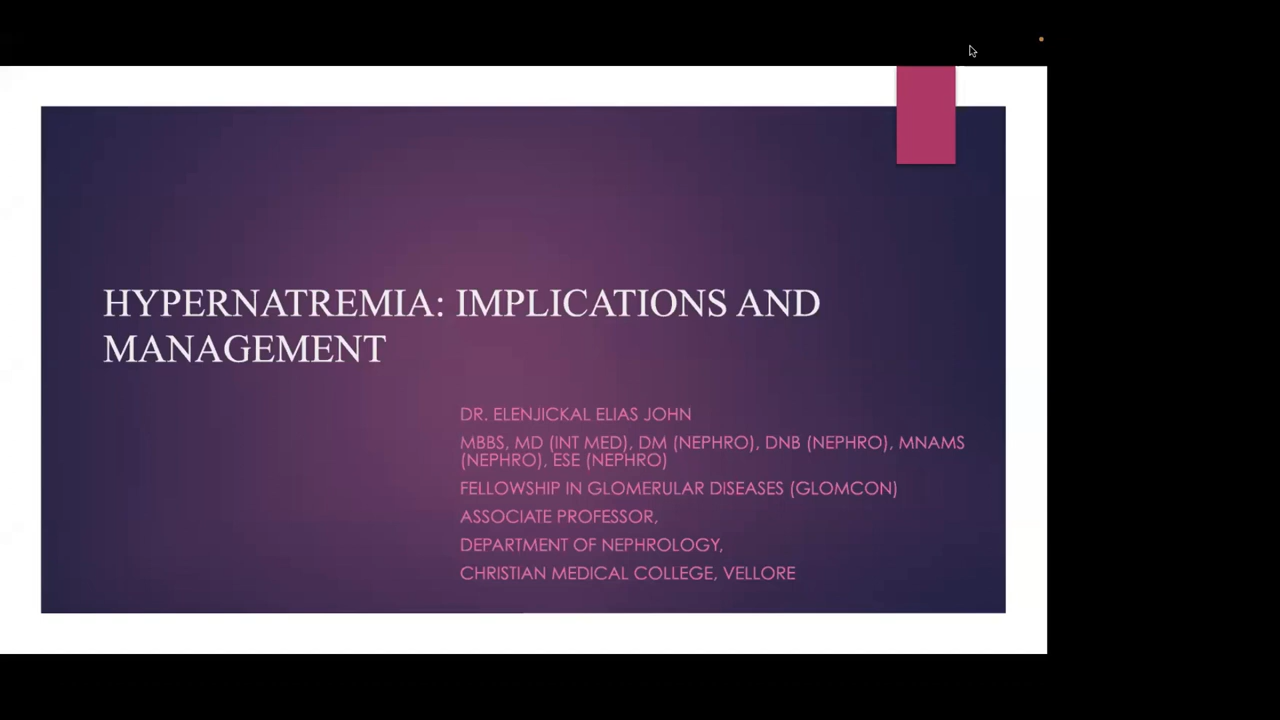 HYPERNATREMIA: IMPLICATIONS AND
MANAGEMENT
DR. ELENJICKAL ELIAS JOHN
MBBS, MD (INT MED), DM (NEPHRO), DNB (NEPHRO), MNAMS
(NEPHRO), ESE (NEPHRO)
FELLOWSHIP IN GLOMERULAR DISEASES (GLOMCON)
ASSOCIATE PROFESSOR,
DEPARTMENT OF NEPHROLOGY,
CHRISTIAN MEDICAL COLLEGE, VELLORE